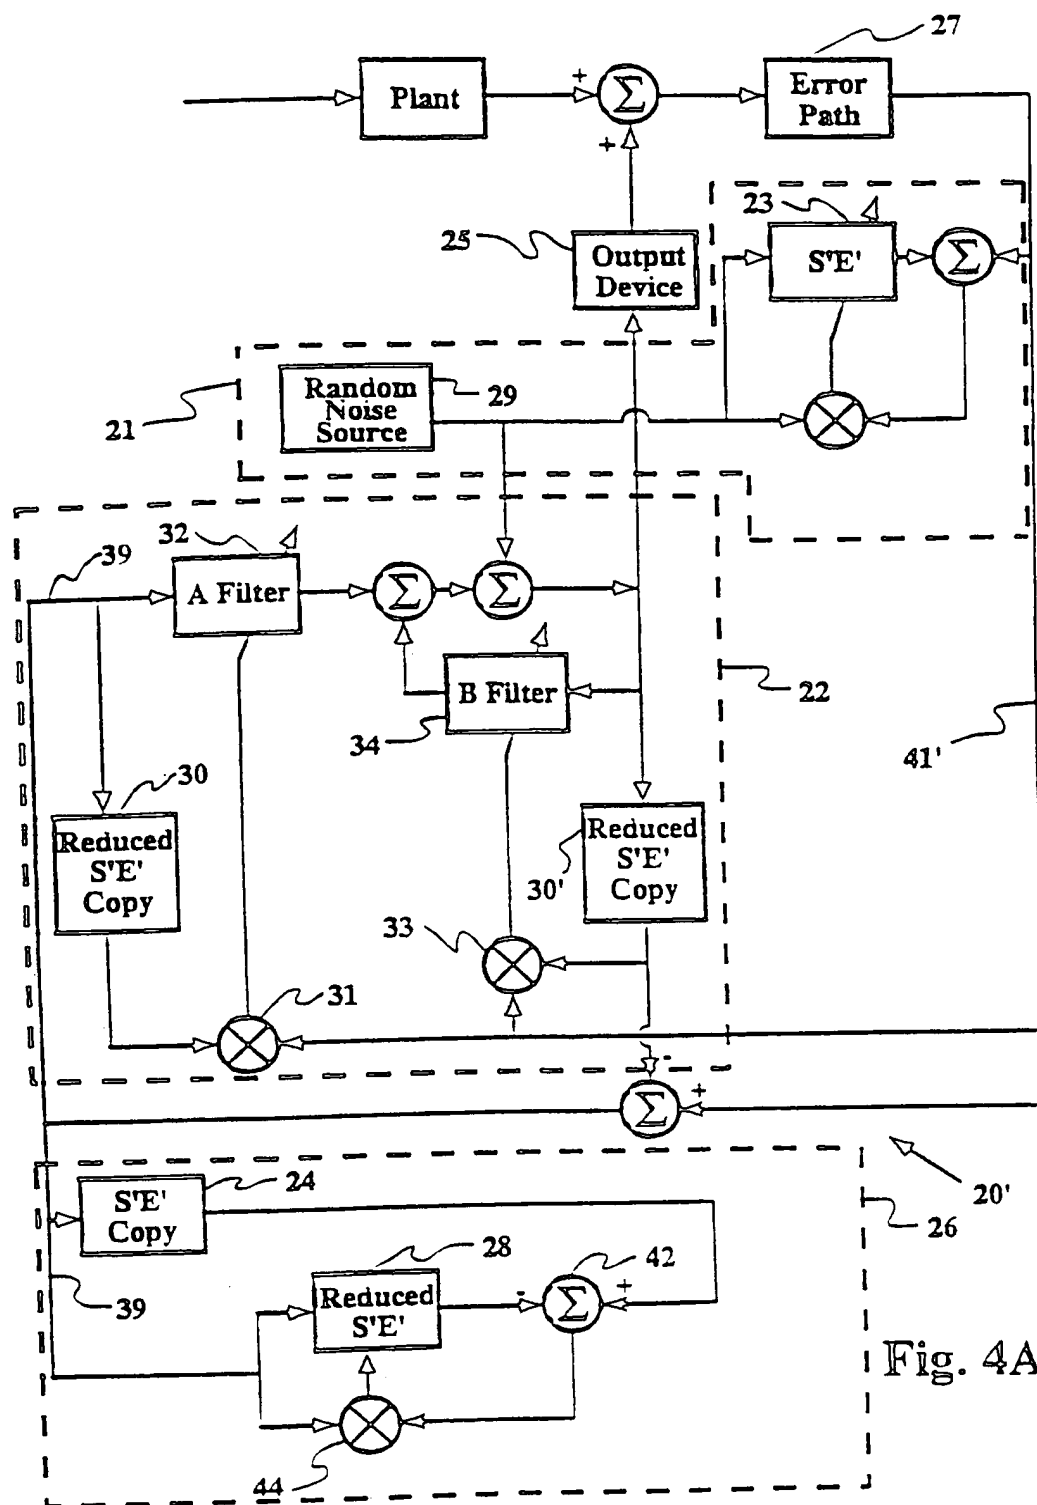 27
Plant
+
Σ
Error
Path
+
23
25
Output
Device
S'E'
Σ
21
Random
Noise
Source
29
32
39
A Filter
Σ
Σ
B Filter
22
34
41'
30
Reduced
S'E'
Copy
Reduced
S'E'
Copy
30'
33
31
-
Σ
+
S'E'
Copy
24
20'
26
28
42
39
Reduced
S'E'
-
Σ
+
Fig. 4A
44